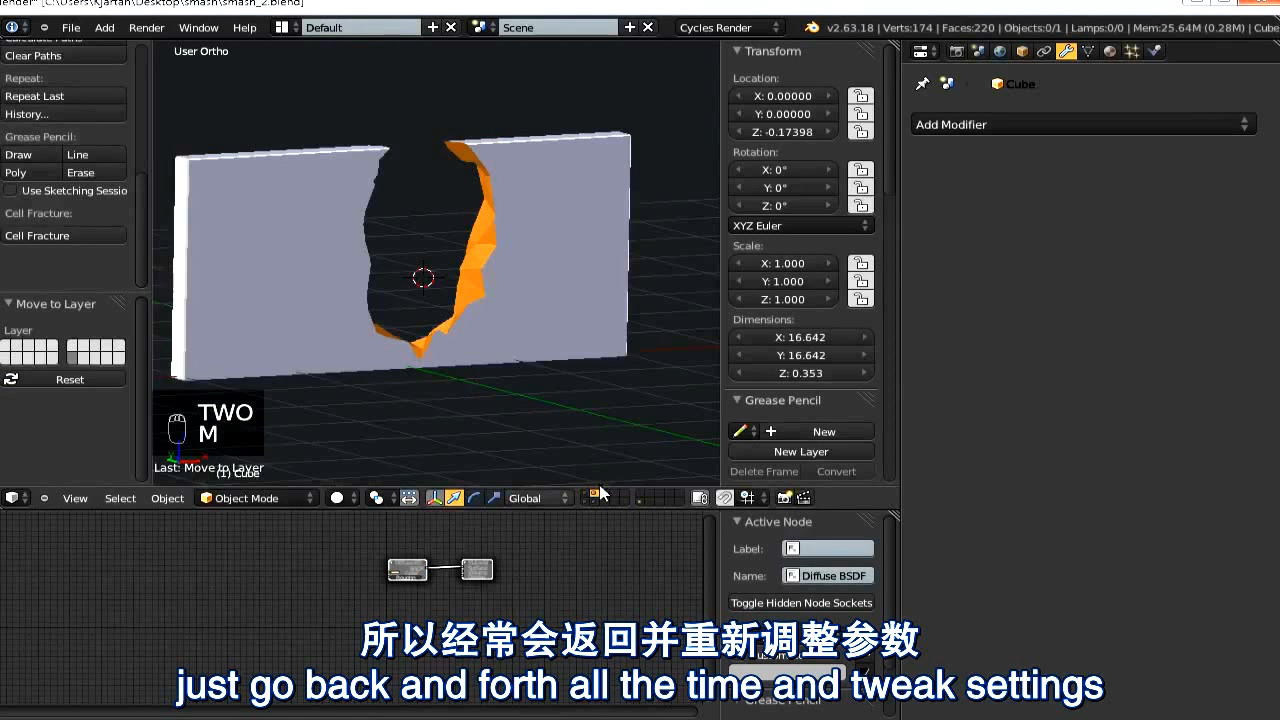 ender* [C:\Users\Kjartan\Desktop\smash\smash_2.blend]
File Add Render Window Help Default Scene Cycles Render v2.63.18 | Verts:174 | Faces:220 | Objects:0/1 | Lamps:0/0 | Mem:25.64M (0.28M) | Cube
Clear Paths
Repeat:
Repeat Last
History...
Grease Pencil:
Draw Line
Poly Erase
Use Sketching Sessio
Cell Fracture:
Cell Fracture
Move to Layer
Layer
Reset
User Ortho
TWO
M
Last: Move to Layer
(1) Cube
Transform
Location:
X: 0.00000
Y: 0.00000
Z: -0.17398
Rotation:
X: 0°
Y: 0°
Z: 0°
XYZ Euler
Scale:
X: 1.000
Y: 1.000
Z: 1.000
Dimensions:
X: 16.642
Y: 16.642
Z: 0.353
Grease Pencil
New
New Layer
Delete Frame Convert
Cube
Add Modifier
View Select Object Object Mode Global
Active Node
Label:
Name: Diffuse BSDF
Toggle Hidden Node Sockets
所以经常会返回并重新调整参数
just go back and forth all the time and tweak settings